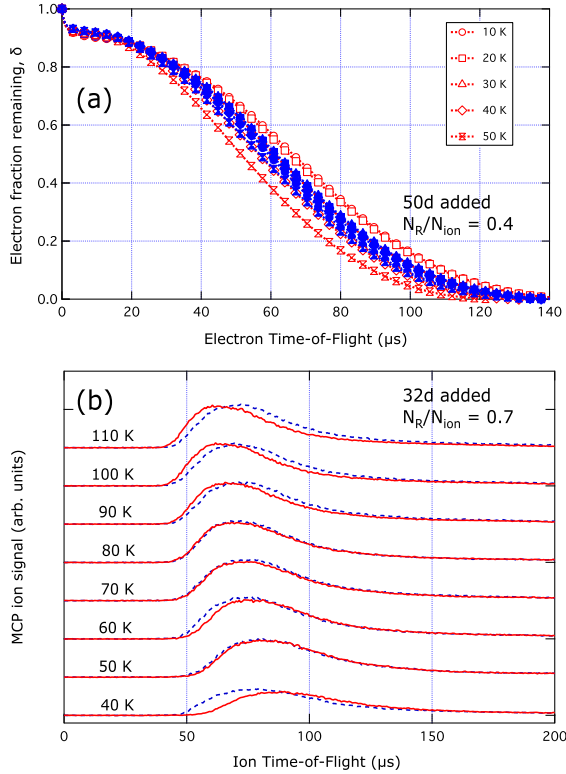 1.0
0.8
0.6
0.4
0.2
0.0
Electron fraction remaining, δ
(a)
10 K
20 K
30 K
40 K
50 K
50d added
N_R/N_ion = 0.4
0 20 40 60 80 100 120 140
Electron Time-of-Flight (µs)
(b)
32d added
N_R/N_ion = 0.7
MCP ion signal (arb. units)
110 K
100 K
90 K
80 K
70 K
60 K
50 K
40 K
0 50 100 150 200
Ion Time-of-Flight (µs)